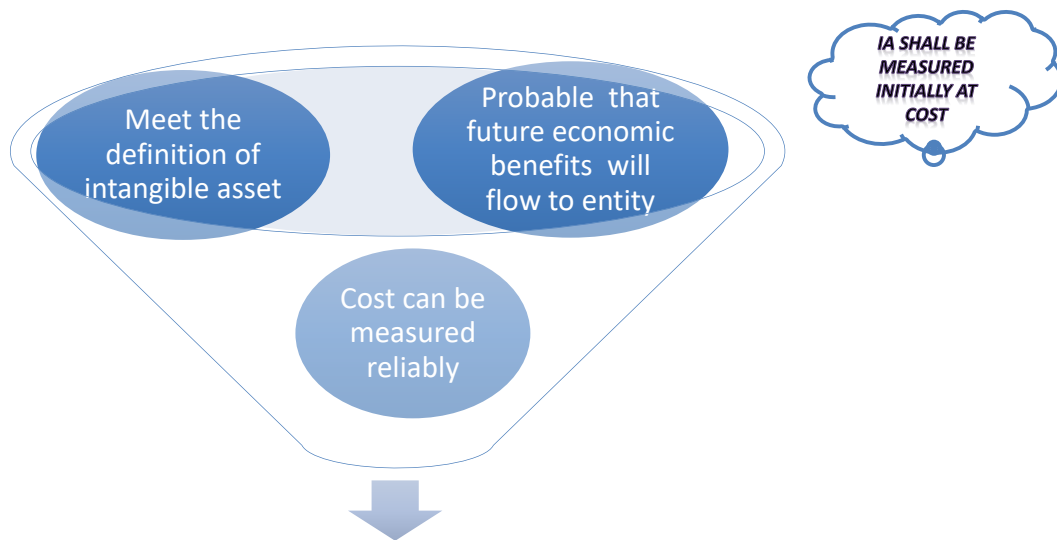 Meet the
definition of
intangible asset
Probable that
future economic
benefits will
flow to entity
Cost can be
measured
reliably
IA SHALL BE
MEASURED
INITIALLY AT
COST